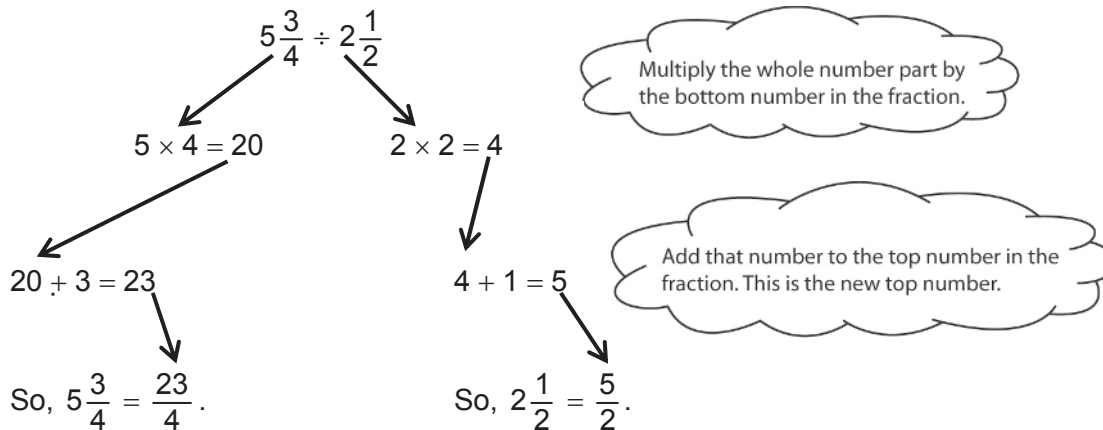 5 3/4 ÷ 2 1/2
Multiply the whole number part by
the bottom number in the fraction.
5 × 4 = 20
2 × 2 = 4
Add that number to the top number in the
fraction. This is the new top number.
20 + 3 = 23
4 + 1 = 5
So, 5 3/4 = 23/4 .
So, 2 1/2 = 5/2 .